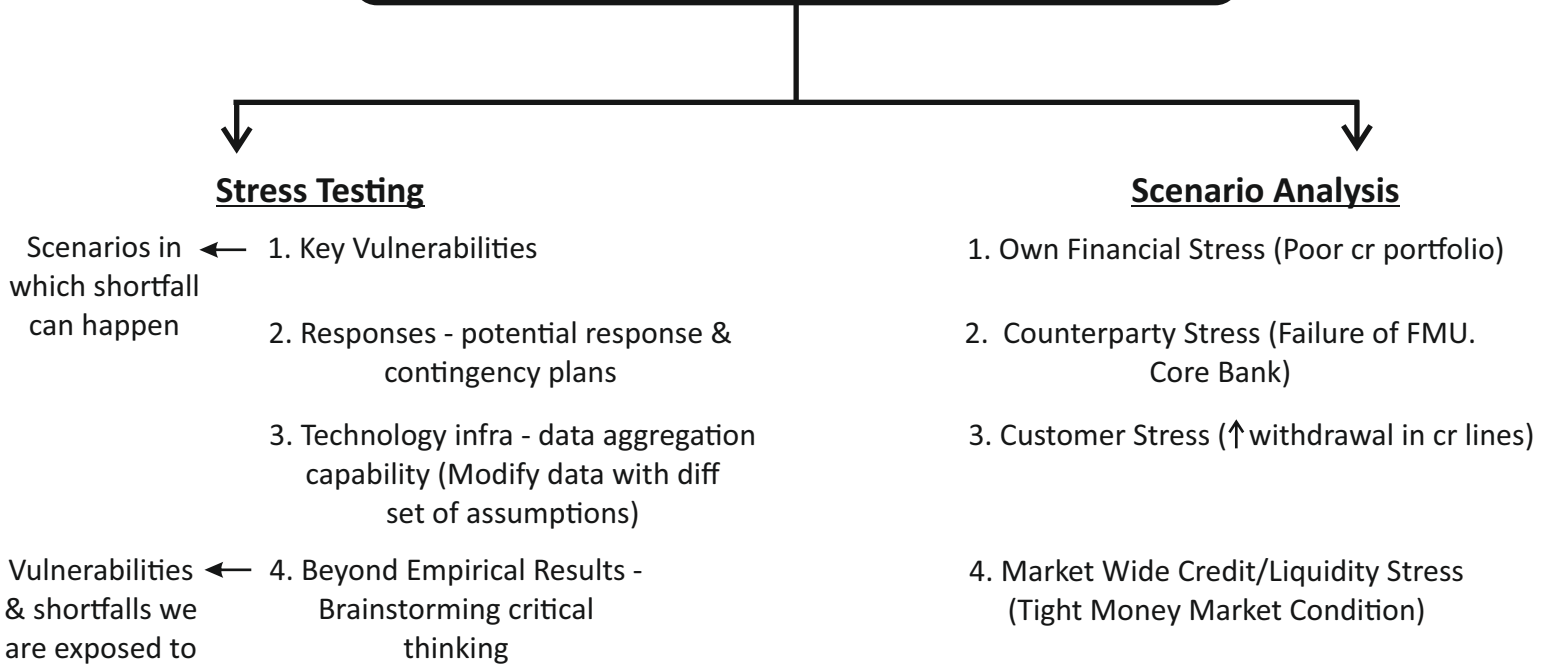 Stress Testing
Scenarios in
which shortfall
can happen
1. Key Vulnerabilities
2. Responses - potential response &
contingency plans
3. Technology infra - data aggregation
capability (Modify data with diff
set of assumptions)
Vulnerabilities
& shortfalls we
are exposed to
4. Beyond Empirical Results -
Brainstorming critical
thinking
Scenario Analysis
1. Own Financial Stress (Poor cr portfolio)
2. Counterparty Stress (Failure of FMU.
Core Bank)
3. Customer Stress (↑ withdrawal in cr lines)
4. Market Wide Credit/Liquidity Stress
(Tight Money Market Condition)